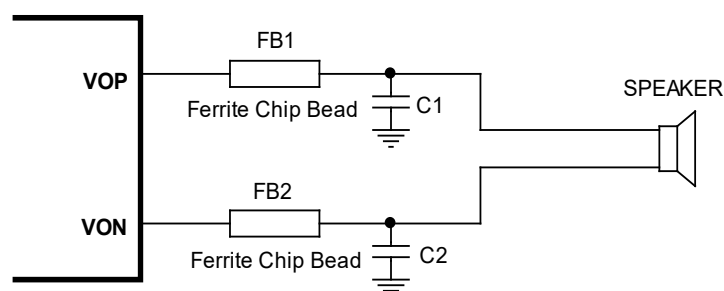 FB1
VOP
Ferrite Chip Bead
C1
SPEAKER
FB2
VON
Ferrite Chip Bead
C2